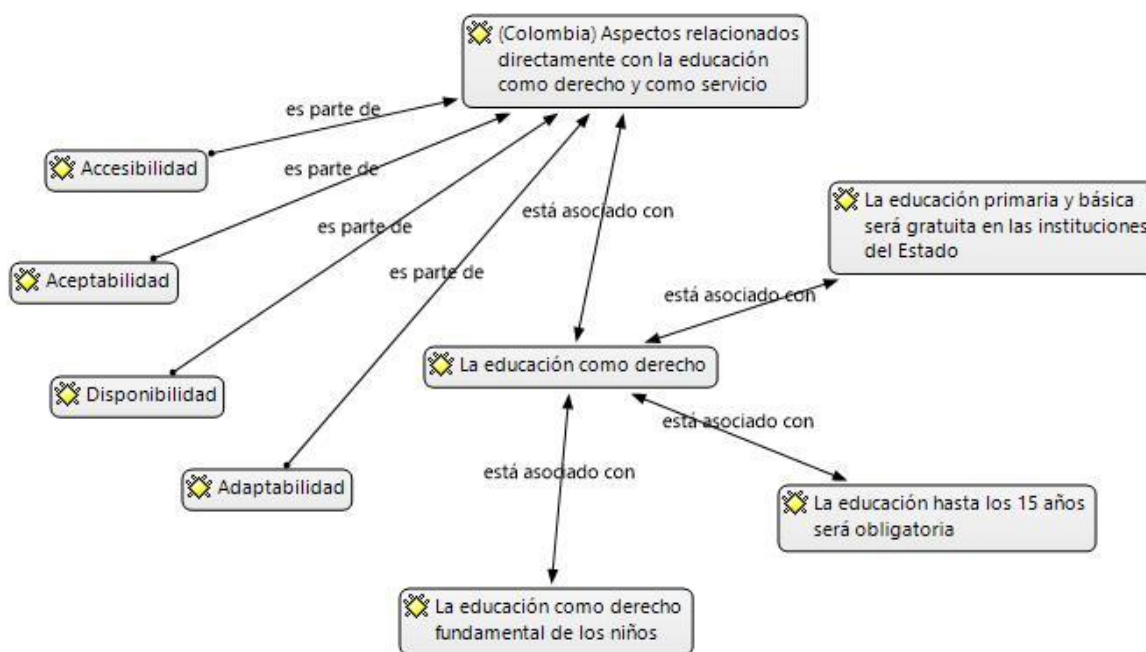 (Colombia) Aspectos relacionados
directamente con la educación
como derecho y como servicio
es parte de
Accesibilidad
es parte de
La educación primaria y básica
será gratuita en las instituciones
del Estado
está asociado con
es parte de
Aceptabilidad
es parte de
está asociado con
La educación como derecho
Disponibilidad
está asociado con
está asociado con
Adaptabilidad
La educación hasta los 15 años
será obligatoria
La educación como derecho
fundamental de los niños